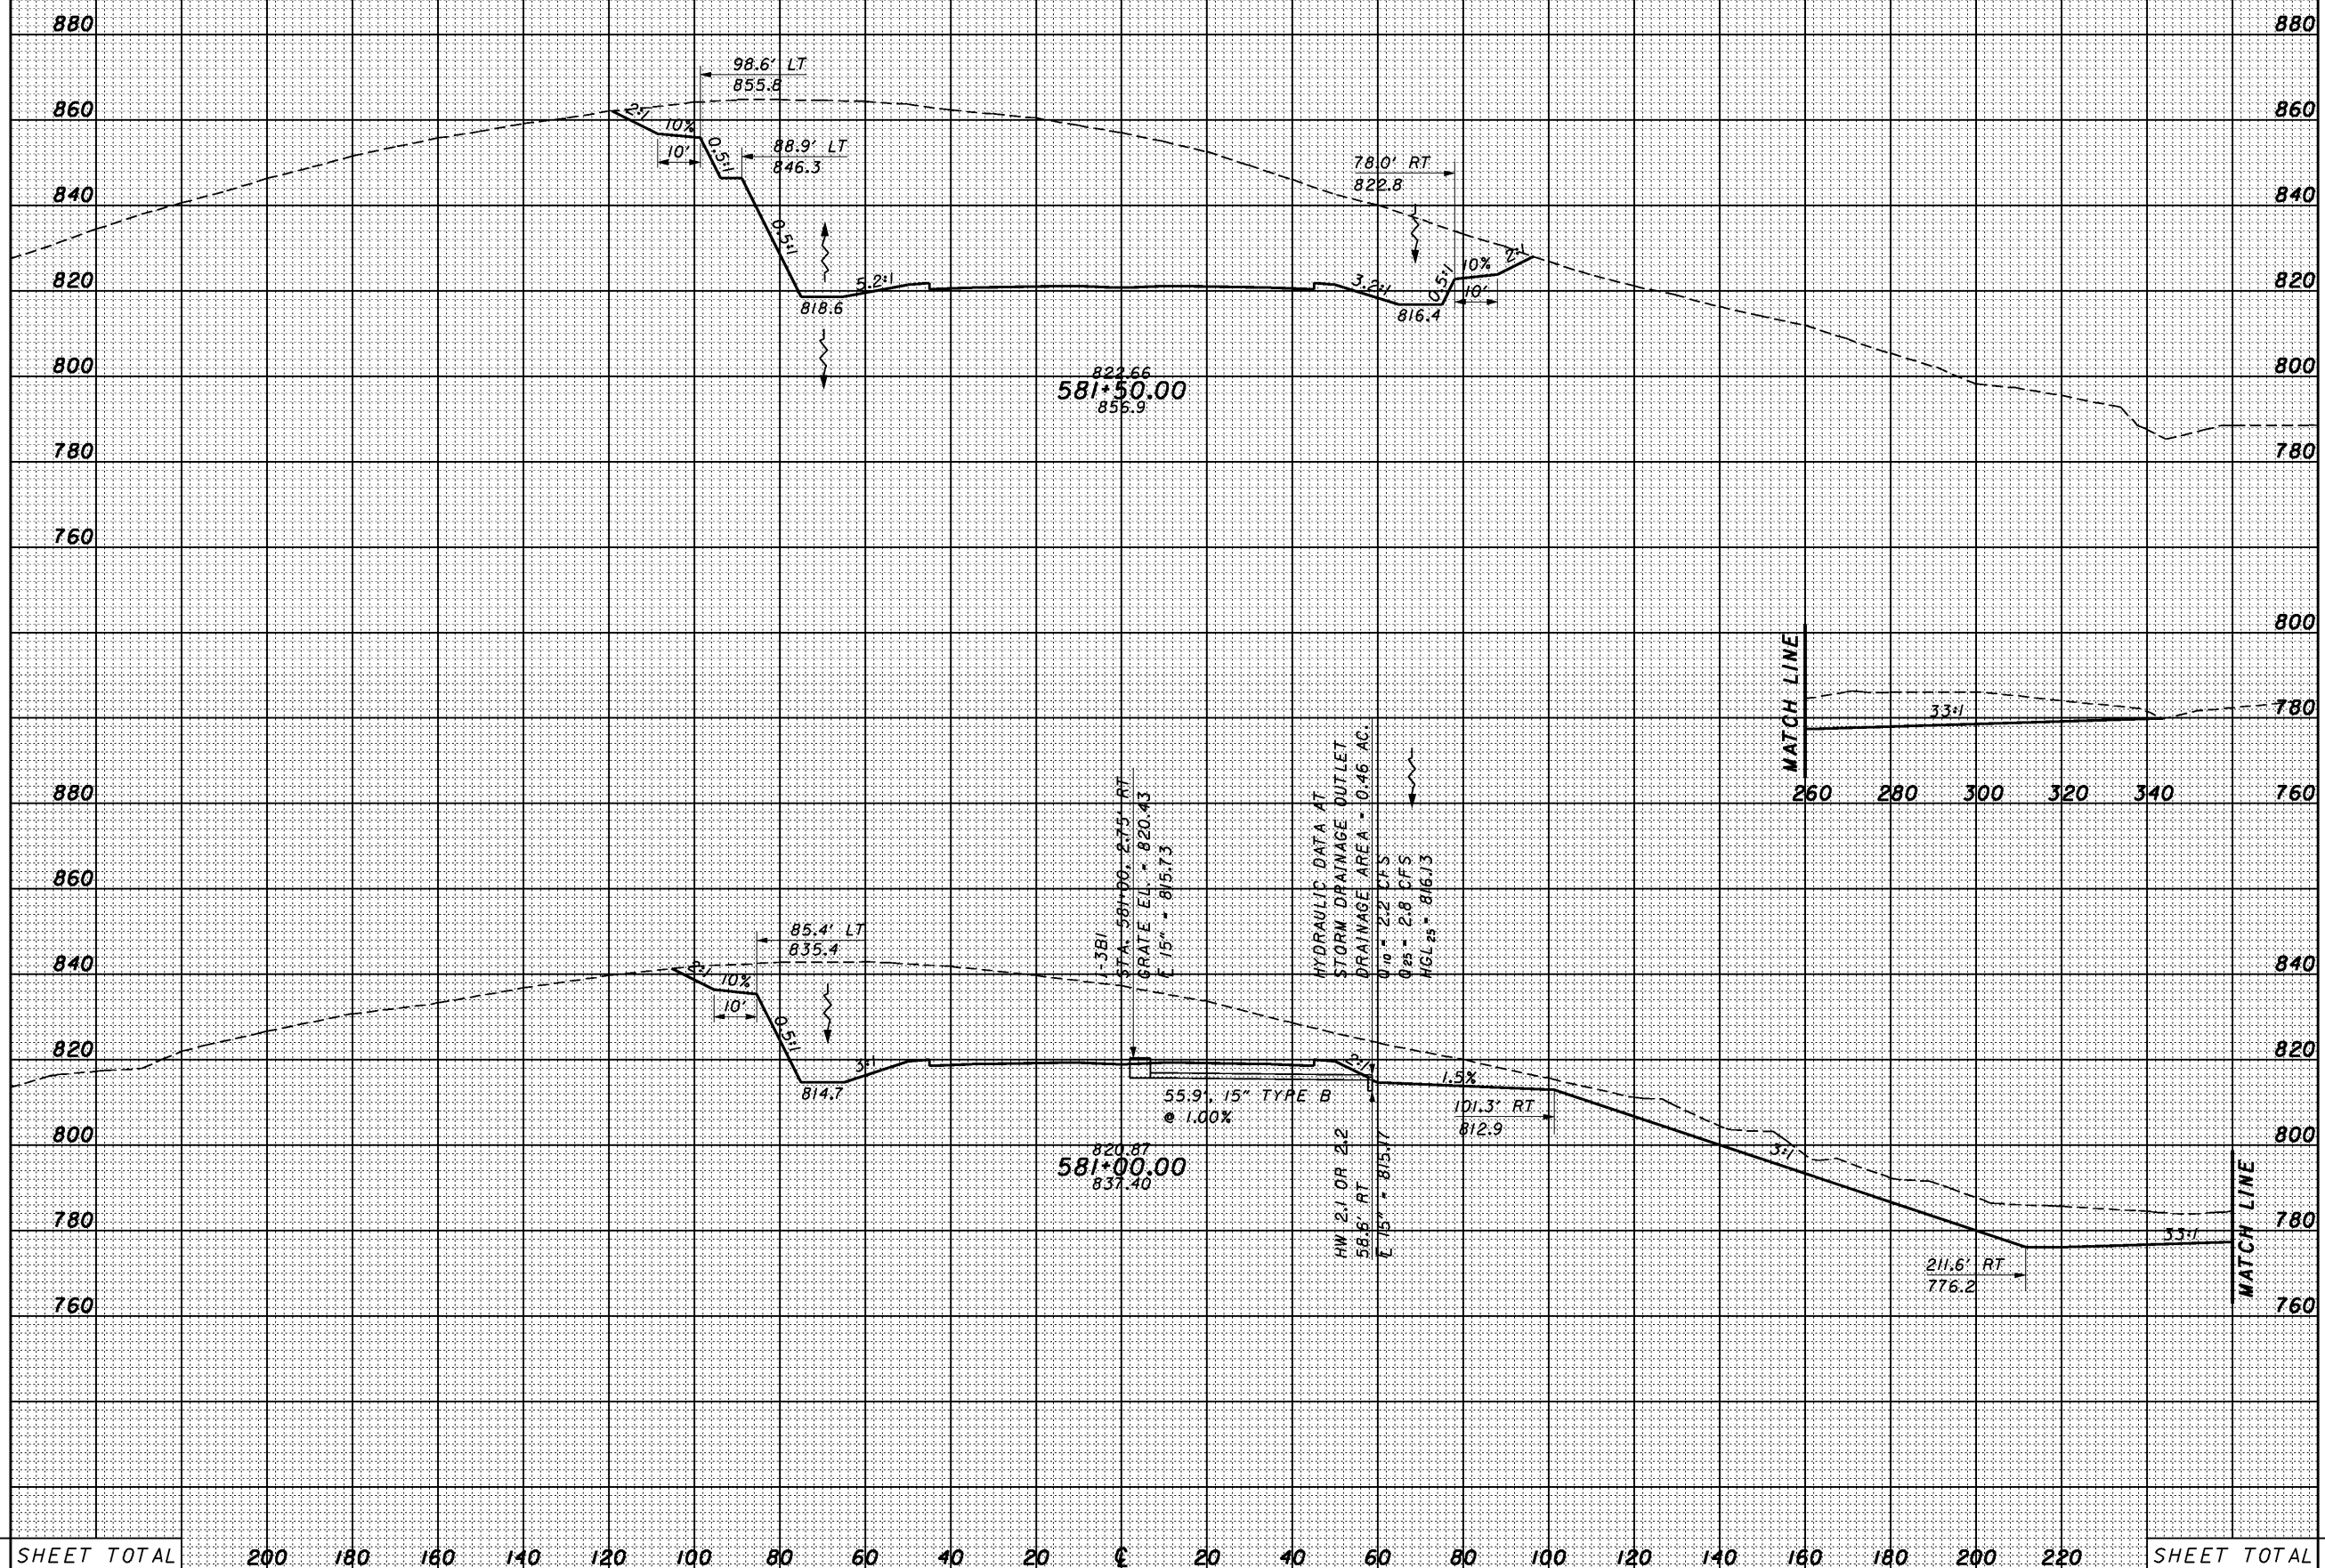 880 880
98.6' LT
855.8
860 2:1 860
10%
10' 0.5:1 88.9' LT
846.3
78.0' RT
822.8
840 840
0.5:1
820 5.2:1 3.2:1 0.5:1 10% 2:1 820
10'
818.6 816.4
800 800
822.66
581+50.00
856.9
780 780
760
800 800
MATCH LINE
33:1
780
260 280 300 320 340 760
880
860
840 840
820 820
800 800
780 780
760 760
1-3B1
STA. 581+00, 2.75' RT
GRATE EL. = 820.43
15" = 815.73
HYDRAULIC DATA AT
STORM DRAINAGE OUTLET
DRAINAGE AREA = 0.46 AC.
Q10 = 2.2 CFS
Q25 = 2.8 CFS
HGL25 = 816.13
85.4' LT
835.4
2:1
10%
10'
0.5:1
3:1
814.7
2:1
1.5%
55.9', 15" TYPE B
@ 1.00%
101.3' RT
812.9
HW 2.1 OR 2.2
58.6' RT
15" = 815.17
820.87
581+00.00
837.40
3:1
33:1
211.6' RT
776.2
MATCH LINE
SHEET TOTAL 200 180 160 140 120 100 80 60 40 20 ℄ 20 40 60 80 100 120 140 160 180 200 220 SHEET TOTAL